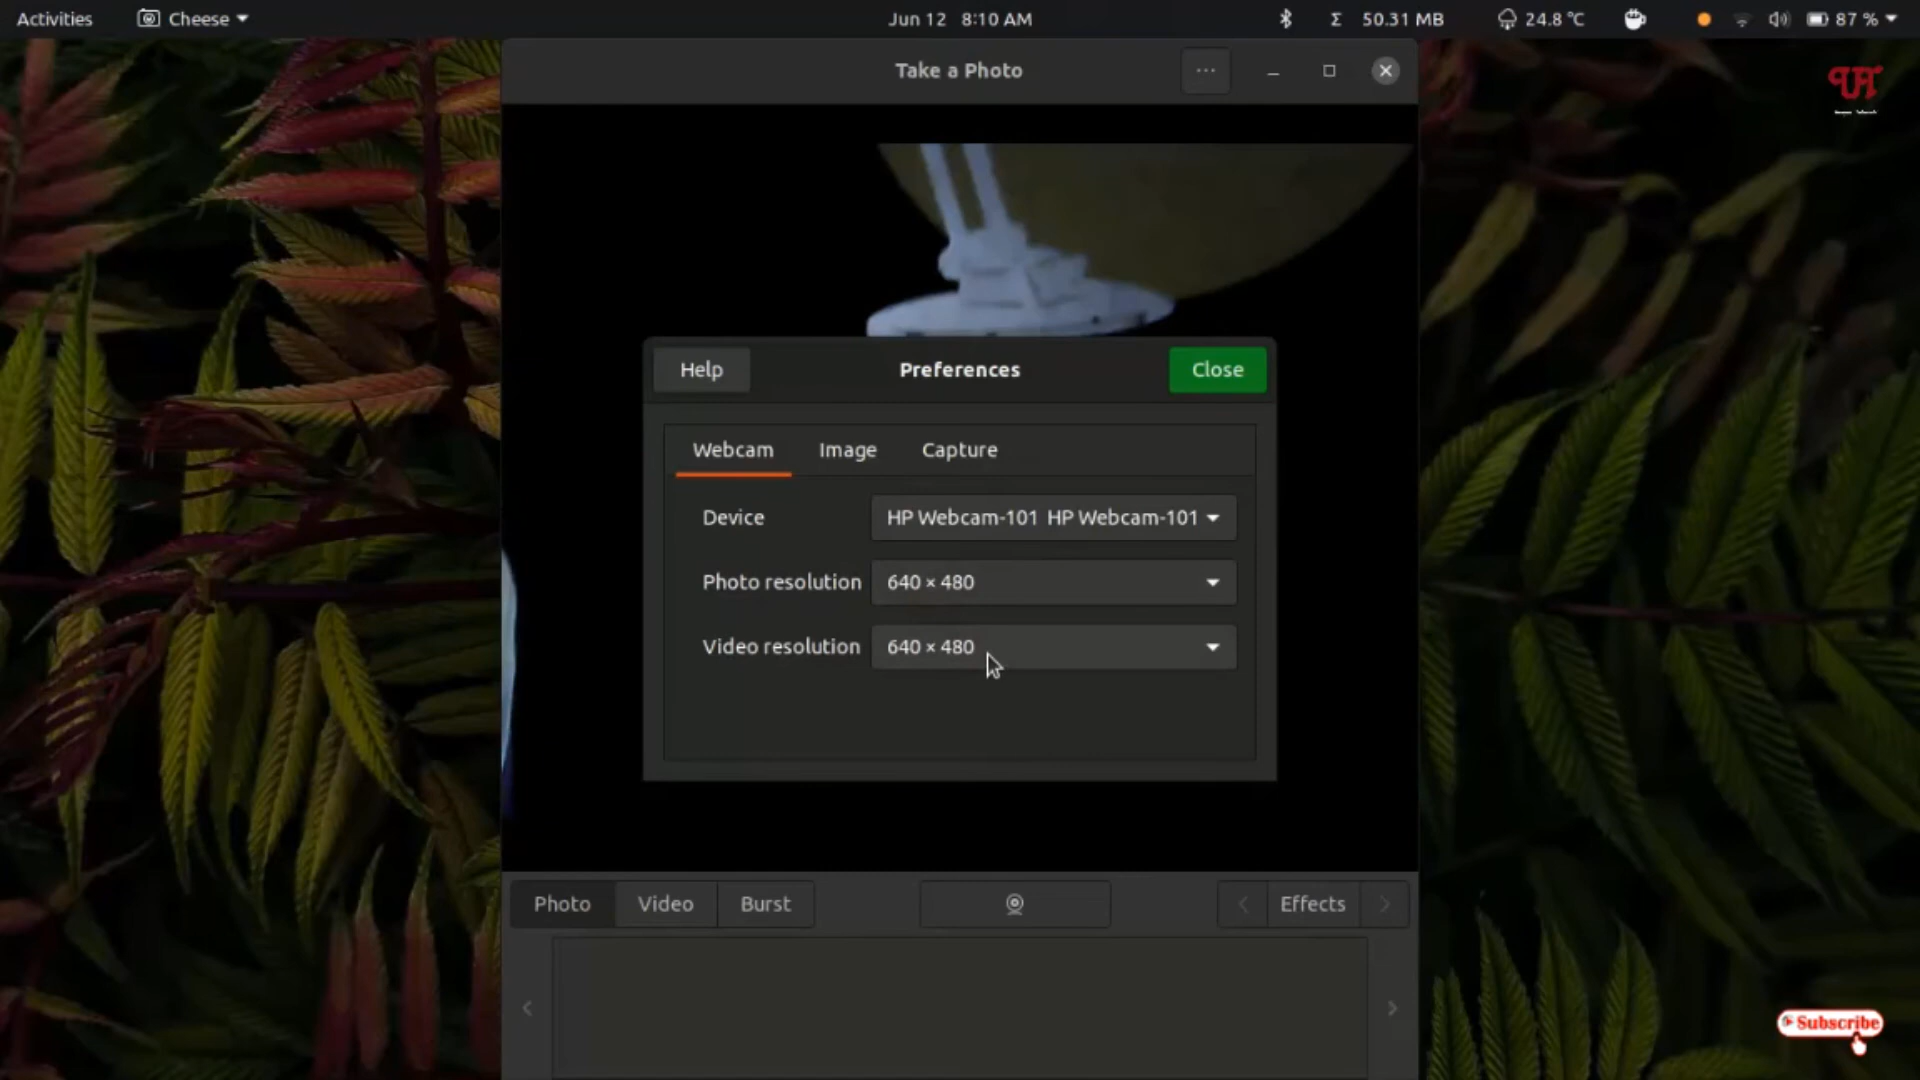 Activities Cheese Jun 12 8:10 AM Σ 50.31 MB 24.8 °C 87 %
Take a Photo
Help Preferences Close
Webcam Image Capture
Device HP Webcam-101 HP Webcam-101
Photo resolution 640 × 480
Video resolution 640 × 480
Photo Video Burst Effects
Subscribe